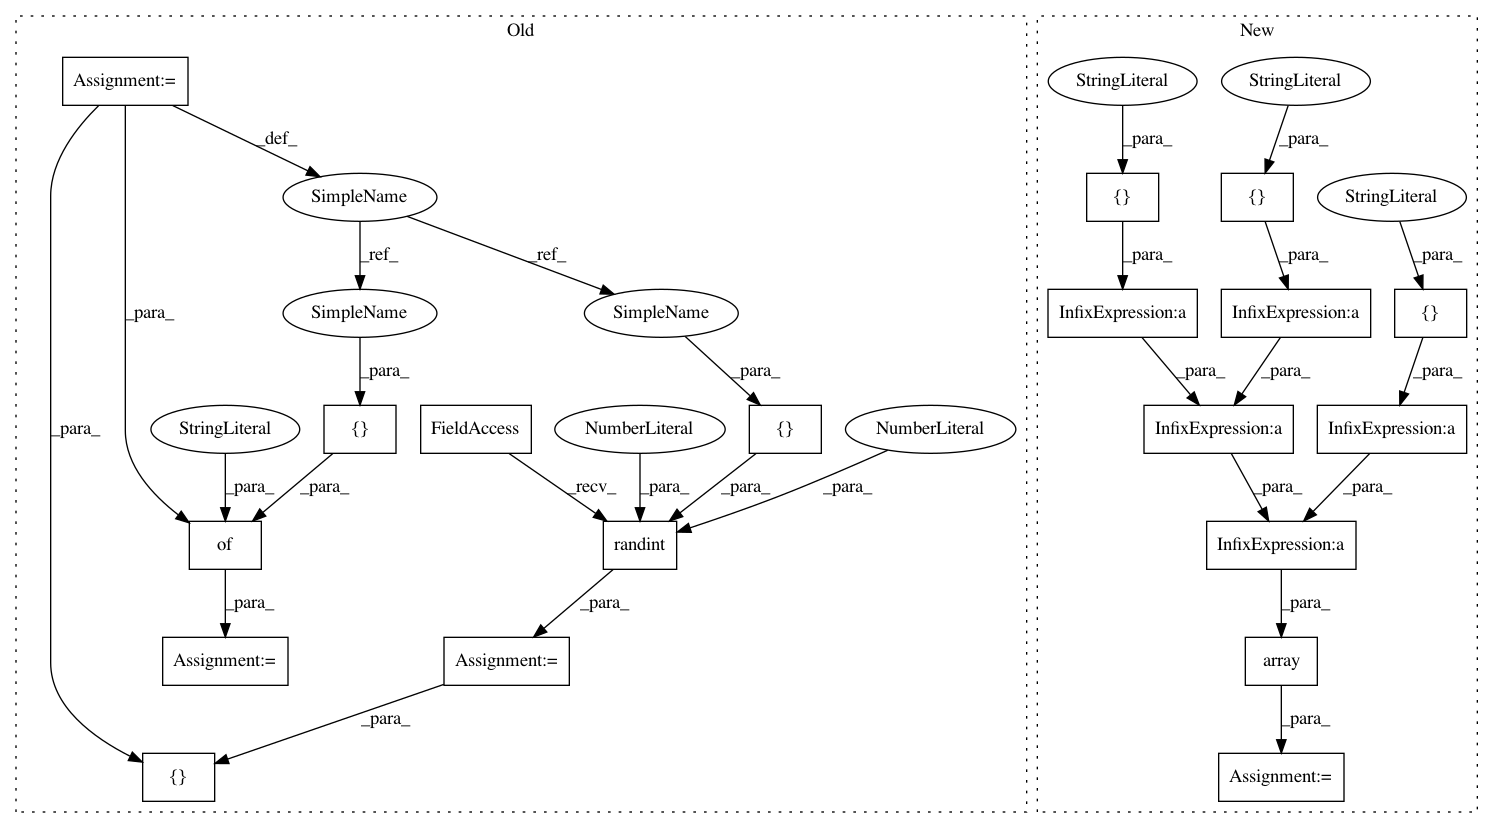 Old
New
Assignment:=
StringLiteral
StringLiteral
_def_
_para_
_para_
SimpleName
{}
{}
StringLiteral
_ref_
_ref_
_para_
_para_
_para_
_para_
SimpleName
SimpleName
InfixExpression:a
InfixExpression:a
{}
_para_
_para_
_para_
_para_
_para_
_para_
StringLiteral
{}
FieldAccess
NumberLiteral
{}
NumberLiteral
InfixExpression:a
InfixExpression:a
_para_
_para_
_recv_
_para_
_para_
_para_
_para_
_para_
of
randint
InfixExpression:a
_para_
_para_
_para_
Assignment:=
Assignment:=
array
_para_
_para_
{}
Assignment:=